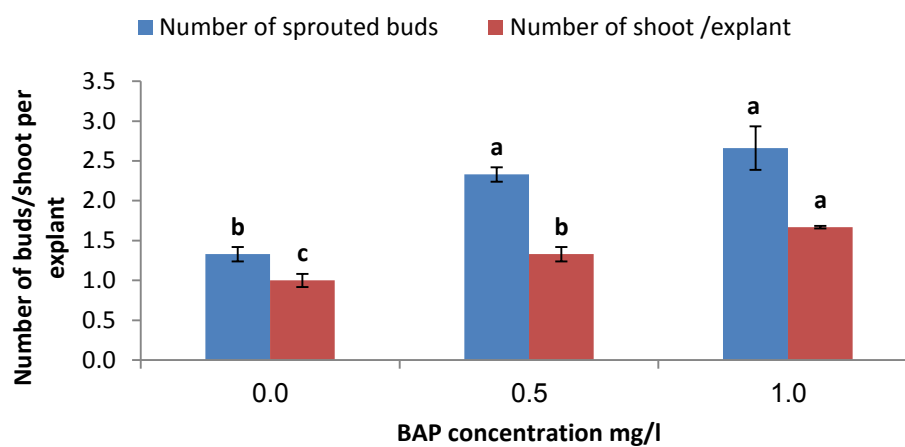 Number of sprouted buds
Number of shoot /explant
Number of buds/shoot per
explant
3.5
3.0
2.5
2.0
1.5
1.0
0.5
0.0
b
c
a
b
a
a
0.0
0.5
1.0
BAP concentration mg/l